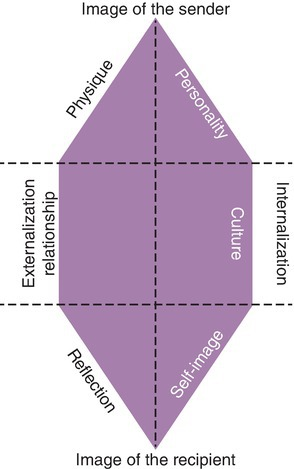 Image of the sender
Physique
Personality
Externalization
relationship
Culture
Internalization
Reflection
Self-image
Image of the recipient